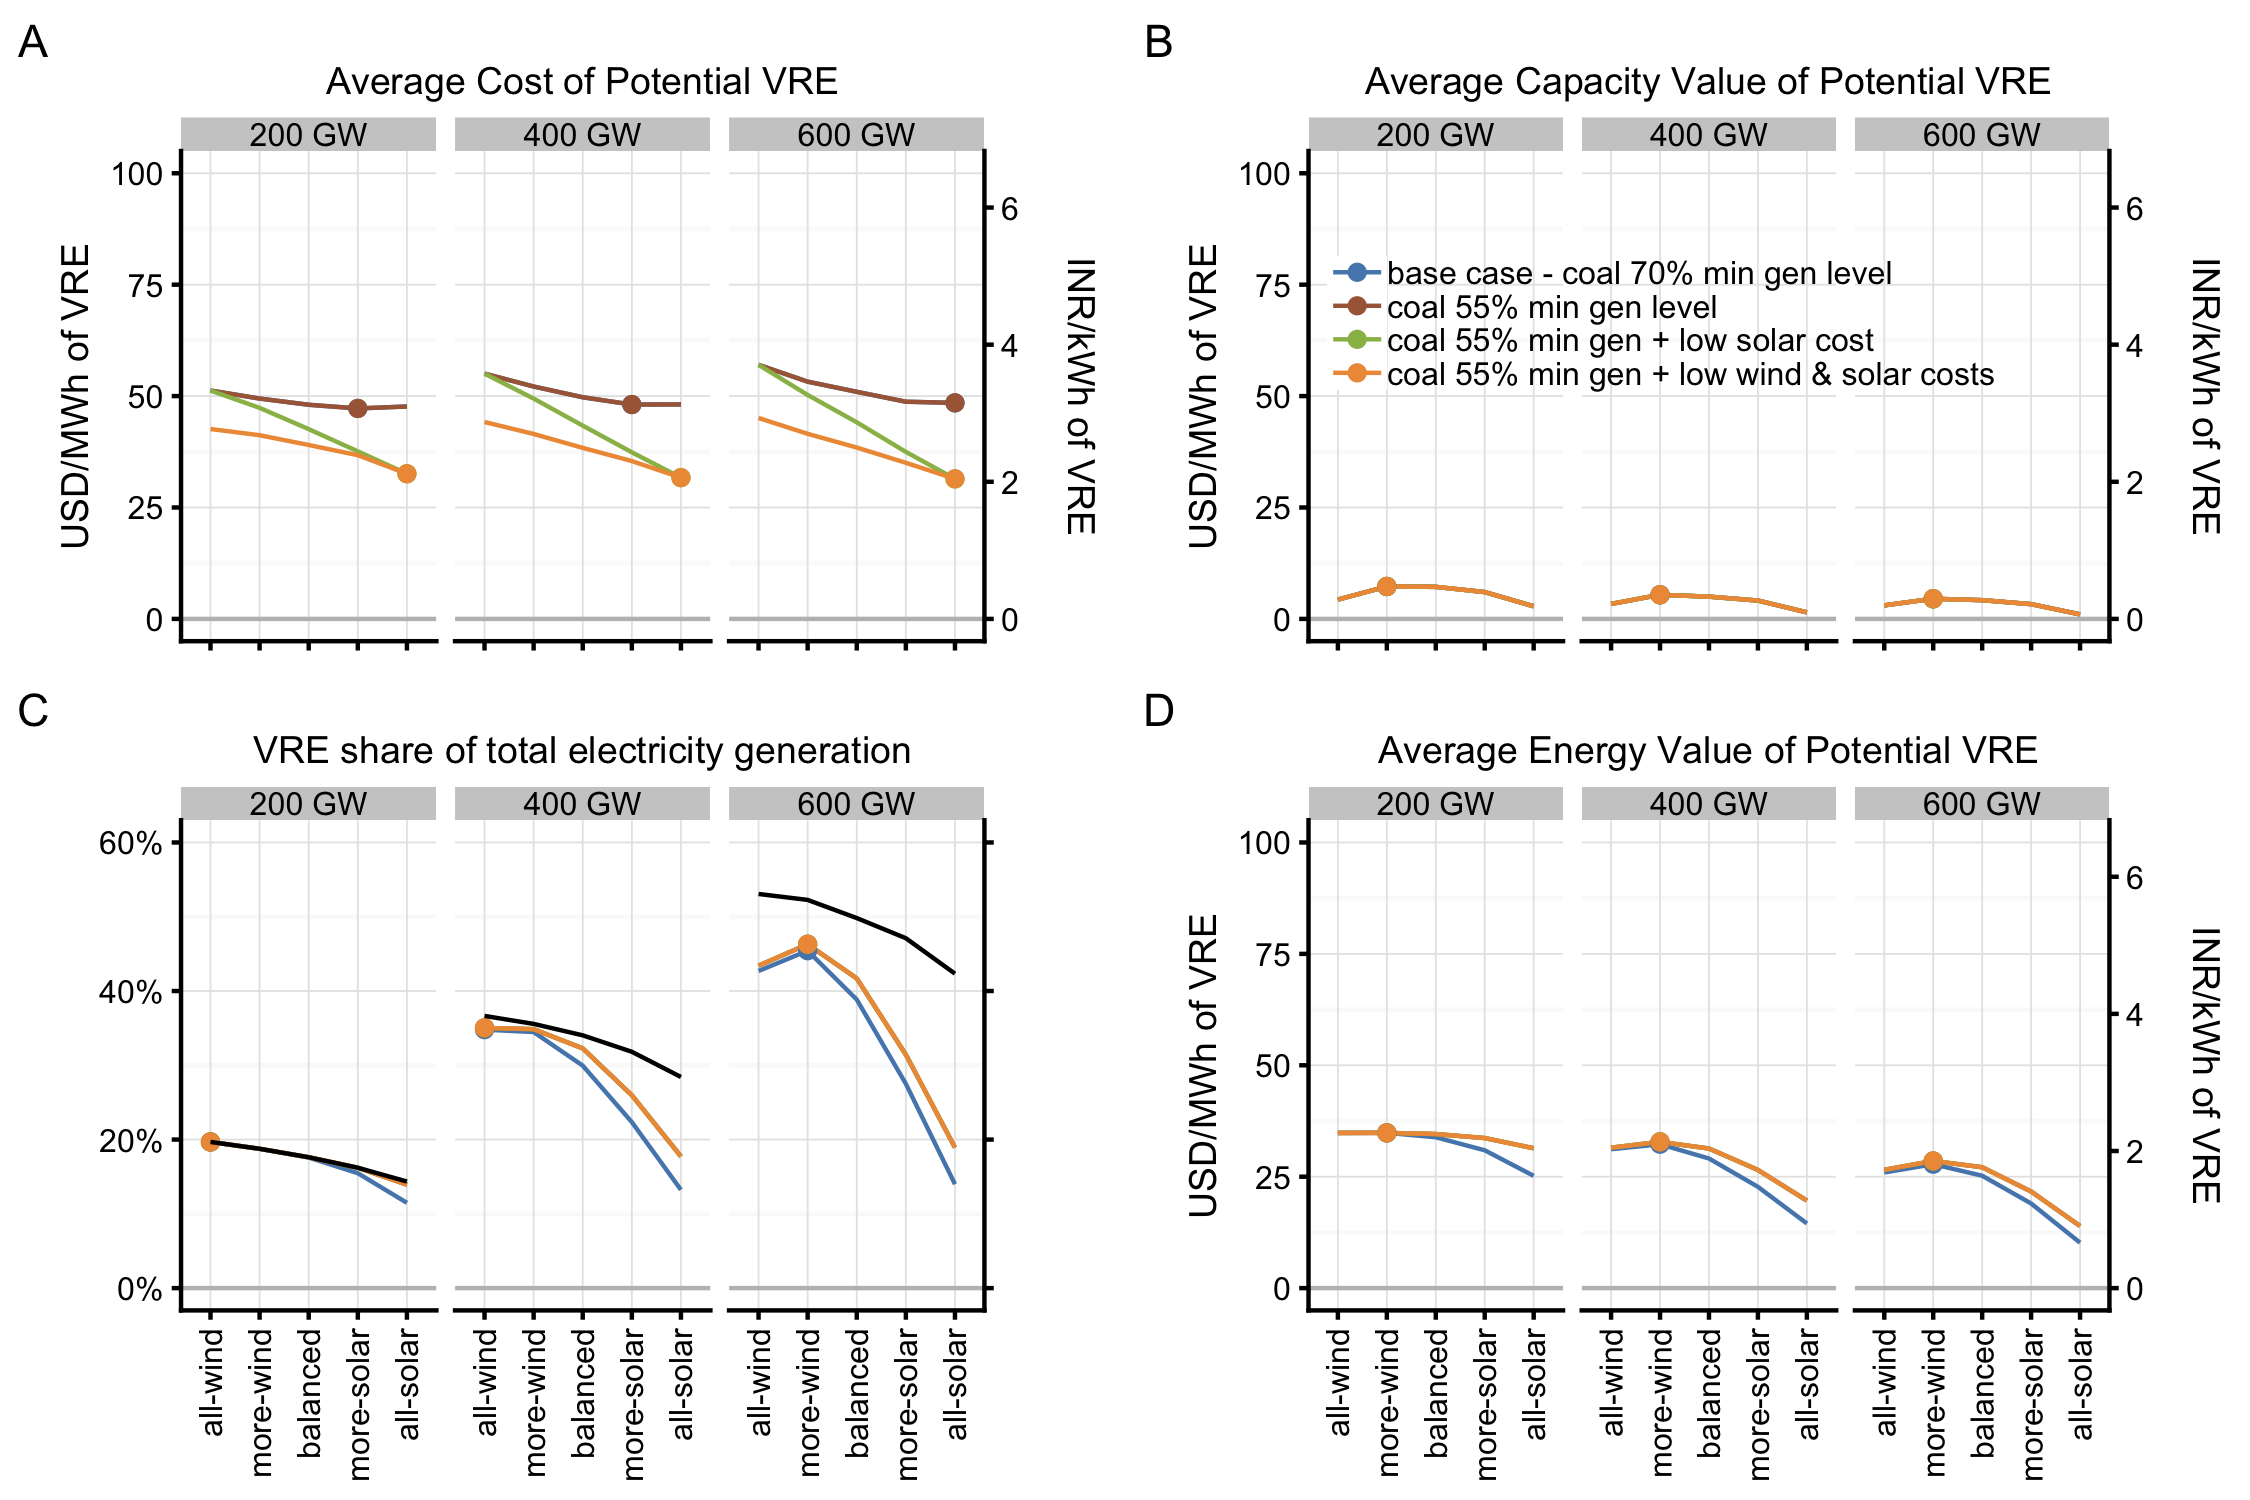 A
Average Cost of Potential VRE
200 GW 400 GW 600 GW
100
75
50
25
0
USD/MWh of VRE
6
4
2
0
INR/kWh of VRE
B
Average Capacity Value of Potential VRE
200 GW 400 GW 600 GW
100
75
50
25
0
USD/MWh of VRE
base case - coal 70% min gen level
coal 55% min gen level
coal 55% min gen + low solar cost
coal 55% min gen + low wind & solar costs
6
4
2
0
INR/kWh of VRE
C
VRE share of total electricity generation
200 GW 400 GW 600 GW
60%
40%
20%
0%
all-wind
more-wind
balanced
more-solar
all-solar
all-wind
more-wind
balanced
more-solar
all-solar
all-wind
more-wind
balanced
more-solar
all-solar
D
Average Energy Value of Potential VRE
200 GW 400 GW 600 GW
100
75
50
25
0
USD/MWh of VRE
6
4
2
0
INR/kWh of VRE
all-wind
more-wind
balanced
more-solar
all-solar
all-wind
more-wind
balanced
more-solar
all-solar
all-wind
more-wind
balanced
more-solar
all-solar